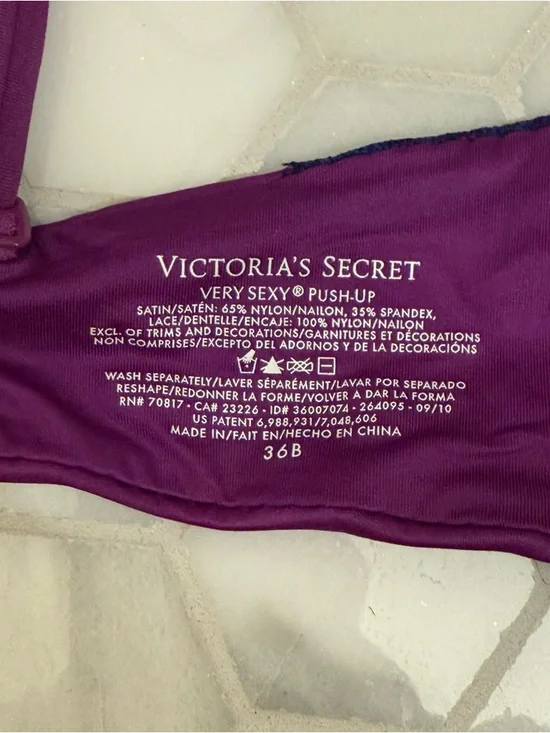 VICTORIA'S SECRET
VERY SEXY® PUSH-UP
SATIN/SATÉN: 65% NYLON/NAILON, 35% SPANDEX,
LACE/DENTELLE/ENCAJE: 100% NYLON/NAILON
EXCL. OF TRIMS AND DECORATIONS/GARNITURES ET DÉCORATIONS
NON COMPRISES/EXCEPTO DEL ADORNOS Y DE LA DECORACIÓNS
WASH SEPARATELY/LAVER SÉPARÉMENT/LAVAR POR SEPARADO
RESHAPE/REDONNER LA FORME/VOLVER A DAR LA FORMA
RN# 70817 - CA# 23226 - ID# 36007074 - 264095 - 09/10
US PATENT 6,988,931/7,048,606
MADE IN/FAIT EN/HECHO EN CHINA
36B